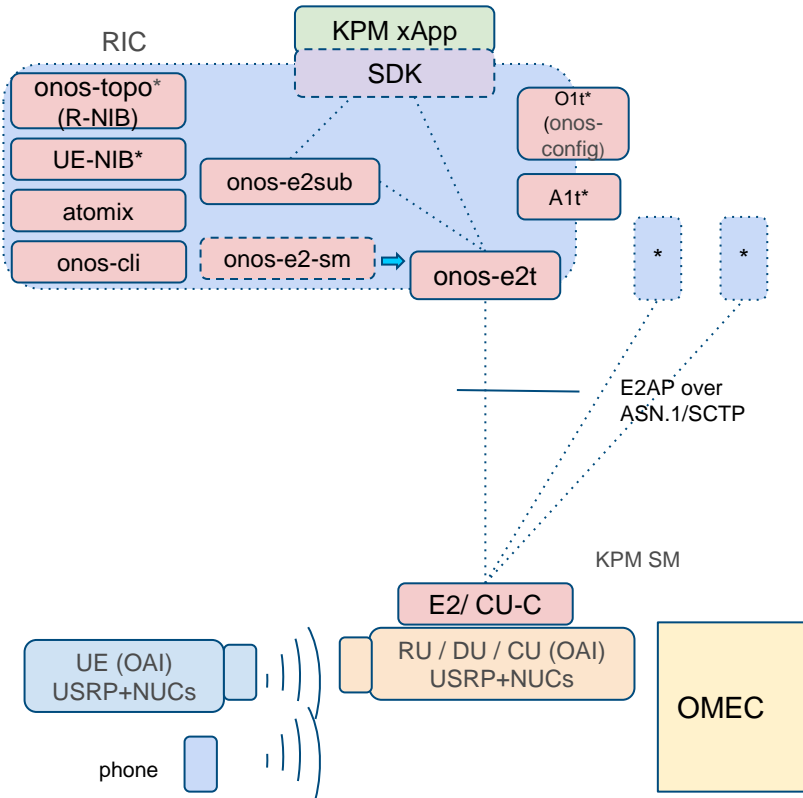 KPM xApp
RIC
SDK
onos-topo*
(R-NIB)
O1t*
(onos-
config)
UE-NIB*
onos-e2sub
A1t*
atomix
onos-cli
onos-e2-sm
onos-e2t
*
*
E2AP over
ASN.1/SCTP
KPM SM
E2/ CU-C
UE (OAI)
USRP+NUCs
RU / DU / CU (OAI)
USRP+NUCs
OMEC
phone